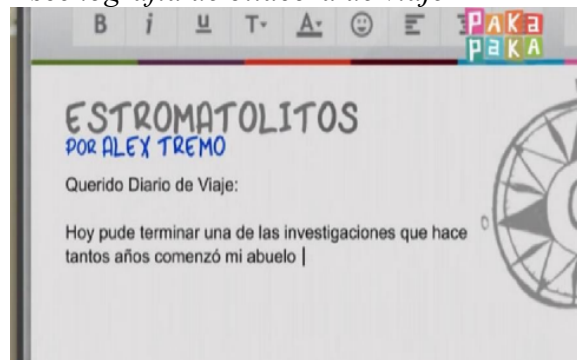 B i u T A
PAKA
PAKA
ESTROMATOLITOS
POR ALEX TREMO
Querido Diario de Viaje:
Hoy pude terminar una de las investigaciones que hace
tantos años comenzó mi abuelo